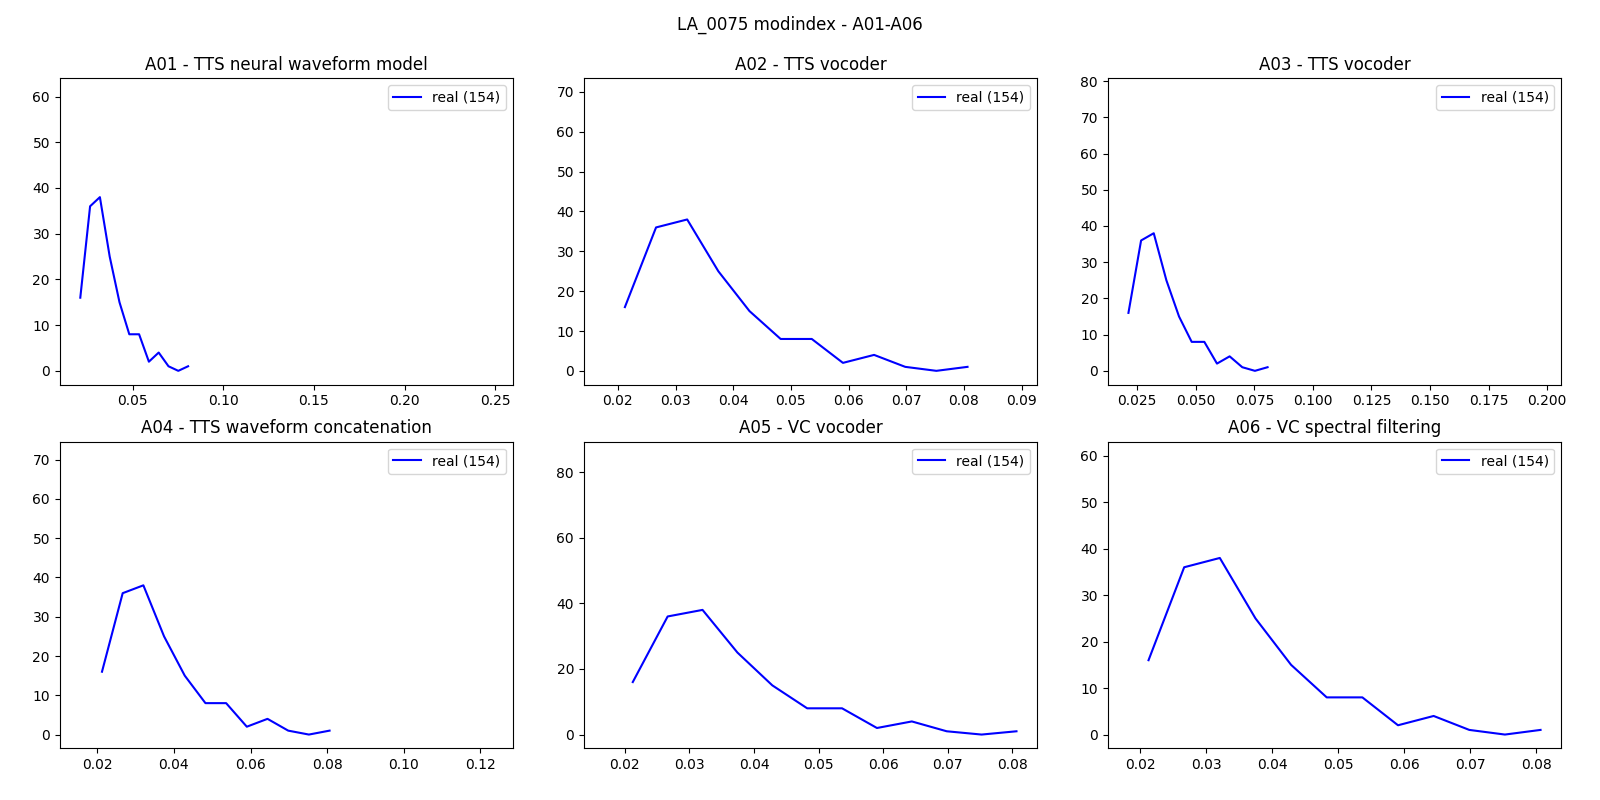 LA_0075 modindex - A01-A06
A01 - TTS neural waveform model
real (154)
60
50
40
30
20
10
0
0.05 0.10 0.15 0.20 0.25
A02 - TTS vocoder
real (154)
70
60
50
40
30
20
10
0
0.02 0.03 0.04 0.05 0.06 0.07 0.08 0.09
A03 - TTS vocoder
real (154)
80
70
60
50
40
30
20
10
0
0.025 0.050 0.075 0.100 0.125 0.150 0.175 0.200
A04 - TTS waveform concatenation
real (154)
70
60
50
40
30
20
10
0
0.02 0.04 0.06 0.08 0.10 0.12
A05 - VC vocoder
real (154)
80
60
40
20
0
0.02 0.03 0.04 0.05 0.06 0.07 0.08
A06 - VC spectral filtering
real (154)
60
50
40
30
20
10
0
0.02 0.03 0.04 0.05 0.06 0.07 0.08